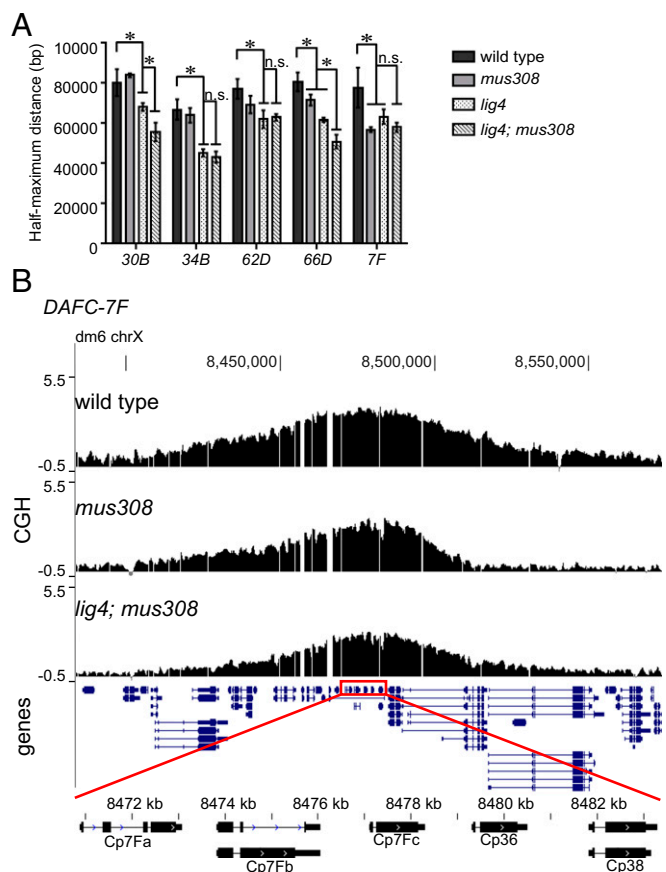 A
Half-maximum distance (bp)
100000
80000
60000
40000
20000
0
* * * n.s. * n.s. * * * n.s.
30B 34B 62D 66D 7F
wild type
mus308
lig4
lig4; mus308
B
DAFC-7F
dm6 chrX
8,450,000| 8,500,000| 8,550,000|
5.5
wild type
-0.5
5.5
CGH
mus308
-0.5
5.5
lig4; mus308
-0.5
genes
8472 kb 8474 kb 8476 kb 8478 kb 8480 kb 8482 kb
Cp7Fa Cp7Fc Cp36
Cp7Fb Cp38